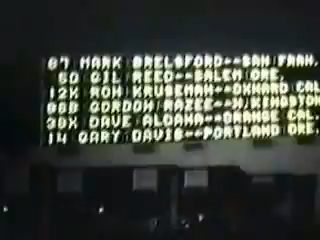 87 MARK BRELSFORD--SAN FRAN.
6D GIL REED--SALEM ORE.
12X RON KRUSEMAN--OXNARD CAL
98B GORDON RAZEE--N.KINGSTON
38X DAVE ALDANA--ORANGE CAL.
14 GARY DAVIS--PORTLAND ORE.